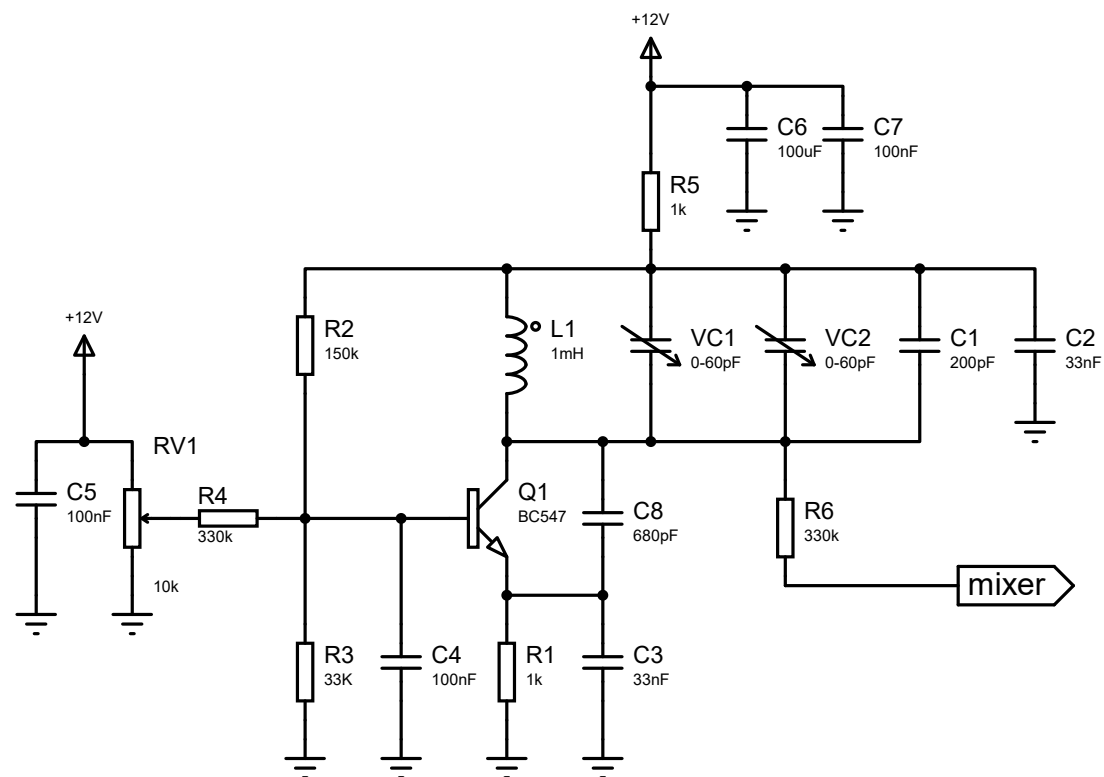 +12V
C6
100uF
C7
100nF
R5
1k
+12V
R2
150k
L1
1mH
VC1
0-60pF
VC2
0-60pF
C1
200pF
C2
33nF
RV1
10k
C5
100nF
R4
330k
Q1
BC547
C8
680pF
R6
330k
mixer
R3
33K
C4
100nF
R1
1k
C3
33nF